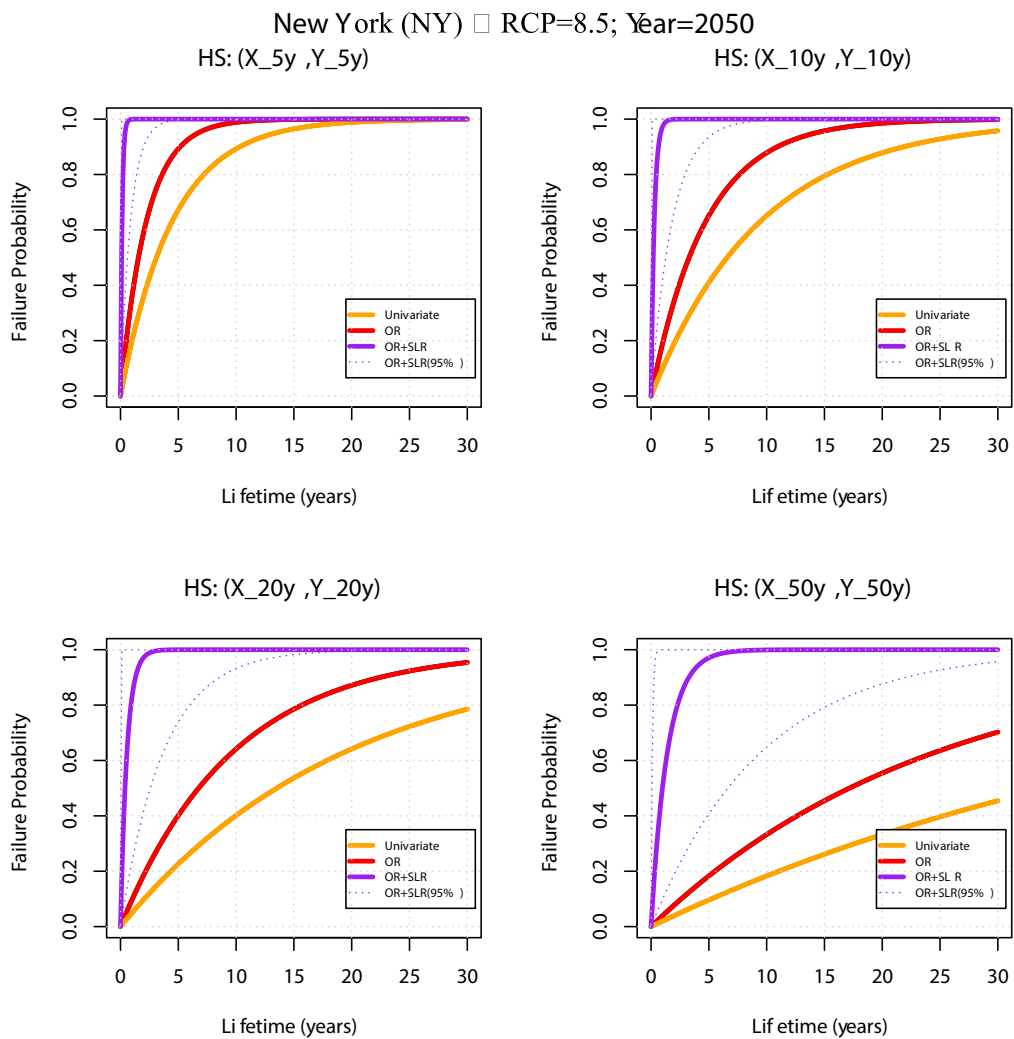 New York (NY) □ RCP=8.5; Year=2050
HS: (X_5y ,Y_5y)
Failure Probability
0.0 0.2 0.4 0.6 0.8 1.0
Univariate
OR
OR+SL R
OR+SLR(95% )
0 5 10 15 20 25 30
Li fetime (years)
HS: (X_10y ,Y_10y)
Failure Probability
0.0 0.2 0.4 0.6 0.8 1.0
Univariate
OR
OR+SL R
OR+SLR(95% )
0 5 10 15 20 25 30
Lif etime (years)
HS: (X_20y ,Y_20y)
Failure Probability
0.0 0.2 0.4 0.6 0.8 1.0
Univariate
OR
OR+SL R
OR+SLR(95% )
0 5 10 15 20 25 30
Li fetime (years)
HS: (X_50y ,Y_50y)
Failure Probability
0.0 0.2 0.4 0.6 0.8 1.0
Univariate
OR
OR+SL R
OR+SLR(95% )
0 5 10 15 20 25 30
Lif etime (years)